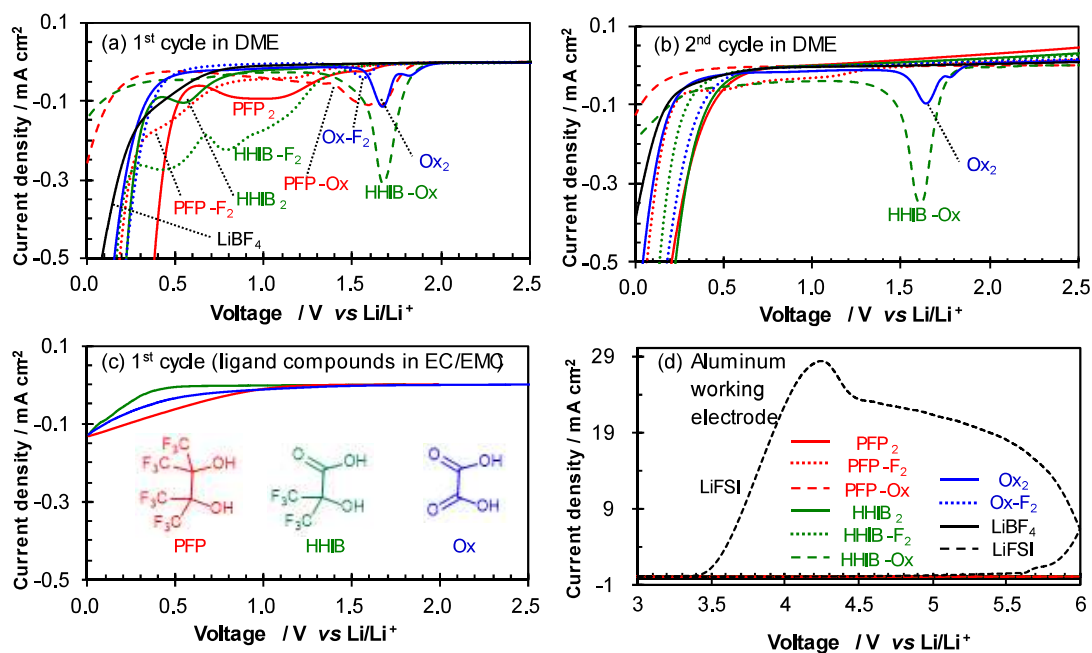 (a) 1st cycle in DME
Current density / mA cm2
0.1
-0.1
-0.3
-0.5
PFP2
HHIB-F2
Ox-F2
Ox2
PFP-Ox
HHIB-Ox
PFP-F2
HHIB2
LiBF4
0.0 0.5 1.0 1.5 2.0 2.5
Voltage / V vs Li/Li+
(b) 2nd cycle in DME
Current density / mA cm2
0.1
-0.1
-0.3
-0.5
Ox2
HHIB-Ox
0.0 0.5 1.0 1.5 2.0 2.5
Voltage / V vs Li/Li+
(c) 1st cycle (ligand compounds in EC/EMC)
Current density / mA cm2
0.1
-0.1
-0.3
-0.5
F3C
F3C
OH
F3C
OH
F3C
PFP
O
OH
F3C
OH
F3C
HHIB
O
OH
O
OH
Ox
0.0 0.5 1.0 1.5 2.0 2.5
Voltage / V vs Li/Li+
(d) Aluminum
working
electrode
Current density / mA cm2
29
19
9
-1
LiFSI
PFP2
PFP-F2
PFP-Ox
HHIB2
HHIB-F2
HHIB-Ox
Ox2
Ox-F2
LiBF4
LiFSI
3 3.5 4 4.5 5 5.5 6
Voltage / V vs Li/Li+